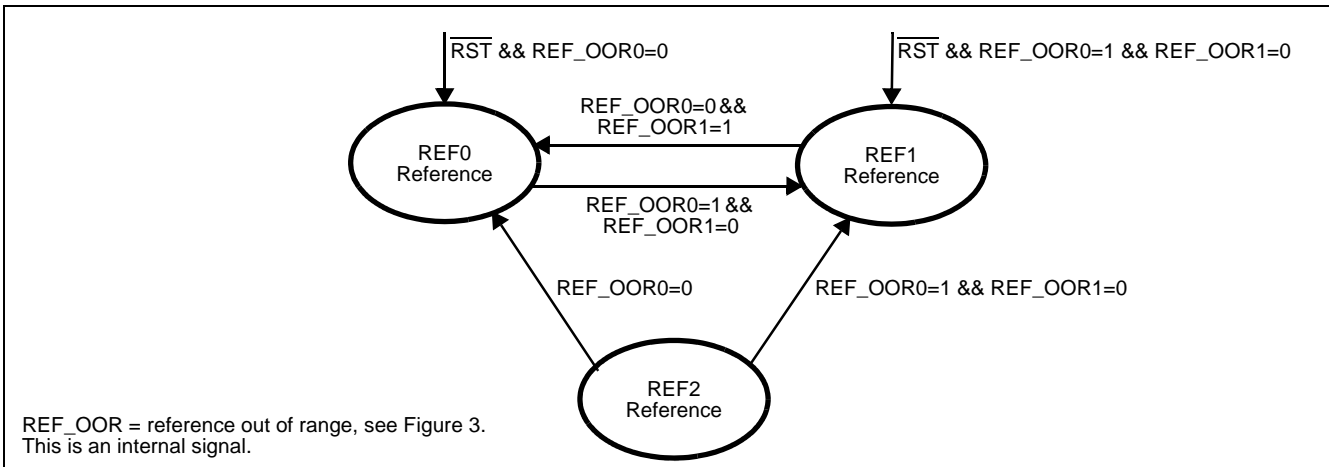 R̅S̅T̅ && REF_OOR0=0
R̅S̅T̅ && REF_OOR0=1 && REF_OOR1=0
REF_OOR0=0 &&
REF_OOR1=1
REF0
Reference
REF1
Reference
REF_OOR0=1 &&
REF_OOR1=0
REF_OOR0=0
REF_OOR0=1 && REF_OOR1=0
REF2
Reference
REF_OOR = reference out of range, see Figure 3.
This is an internal signal.